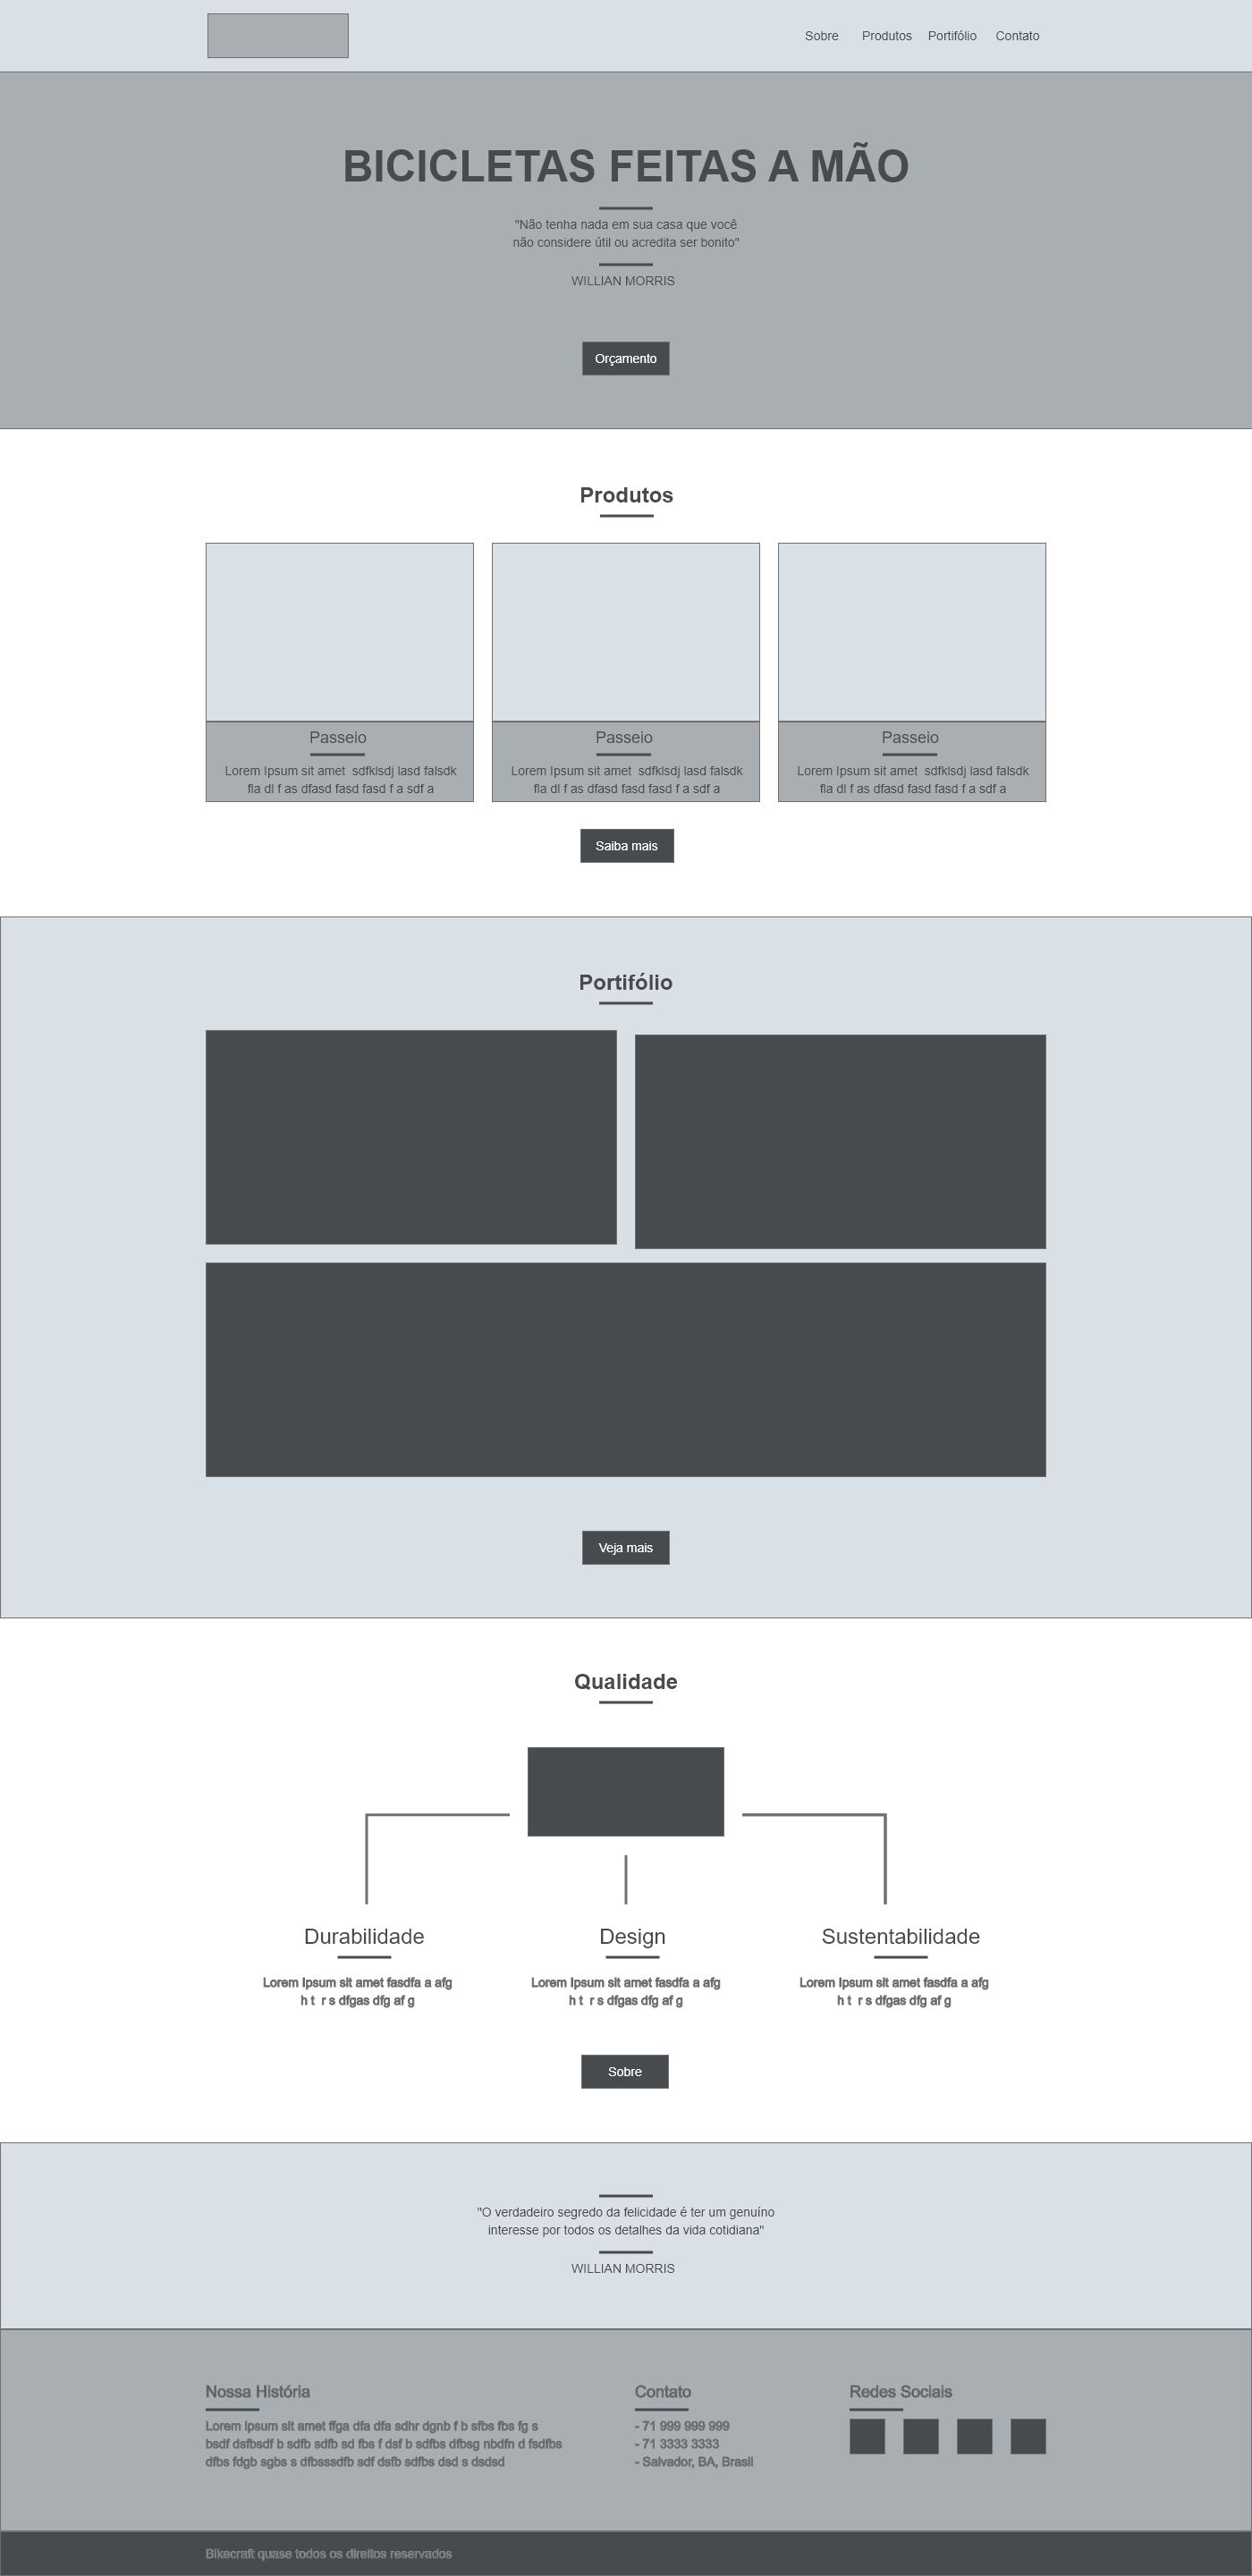 Sobre Produtos Portifólio Contato
BICICLETAS FEITAS A MÃO
"Não tenha nada em sua casa que você
não considere útil ou acredita ser bonito"
WILLIAN MORRIS
Orçamento
Produtos
Passeio
Lorem Ipsum sit amet  sdfklsdj lasd falsdk
fla dl f as dfasd fasd fasd f a sdf a
Passeio
Lorem Ipsum sit amet  sdfklsdj lasd falsdk
fla dl f as dfasd fasd fasd f a sdf a
Passeio
Lorem Ipsum sit amet  sdfklsdj lasd falsdk
fla dl f as dfasd fasd fasd f a sdf a
Saiba mais
Portifólio
Veja mais
Qualidade
Durabilidade
Lorem Ipsum sit amet fasdfa a afg
h t  r s dfgas dfg af g
Design
Lorem Ipsum sit amet fasdfa a afg
h t  r s dfgas dfg af g
Sustentabilidade
Lorem Ipsum sit amet fasdfa a afg
h t  r s dfgas dfg af g
Sobre
"O verdadeiro segredo da felicidade é ter um genuíno
interesse por todos os detalhes da vida cotidiana"
WILLIAN MORRIS
Nossa História
Lorem Ipsum sit amet ffga dfa dfa sdhr dgnb f b sfbs fbs fg s
bsdf dsfbsdf b sdfb sdfb sd fbs f dsf b sdfbs dfbsg nbdfn d fsdfbs
dfbs fdgb sgbs s dfbsssdfb sdf dsfb sdfbs dsd s dsdsd
Contato
- 71 999 999 999
- 71 3333 3333
- Salvador, BA, Brasil
Redes Sociais
Bikecraft quase todos os direitos reservados